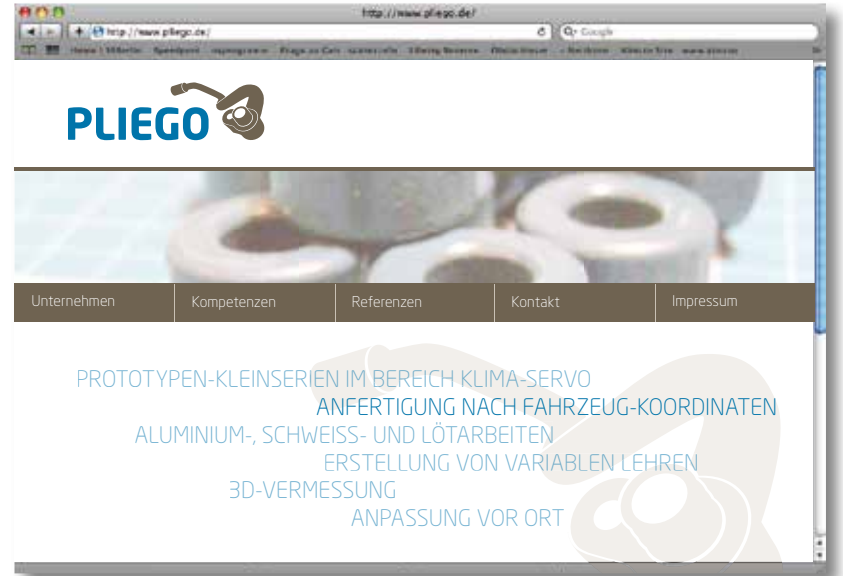 http://www.pliego.de/
http://www.pliego.de/
Google
PLIEGO
Unternehmen
Kompetenzen
Referenzen
Kontakt
Impressum
PROTOTYPEN-KLEINSERIEN IM BEREICH KLIMA-SERVO
ANFERTIGUNG NACH FAHRZEUG-KOORDINATEN
ALUMINIUM-, SCHWEISS- UND LÖTARBEITEN
ERSTELLUNG VON VARIABLEN LEHREN
3D-VERMESSUNG
ANPASSUNG VOR ORT